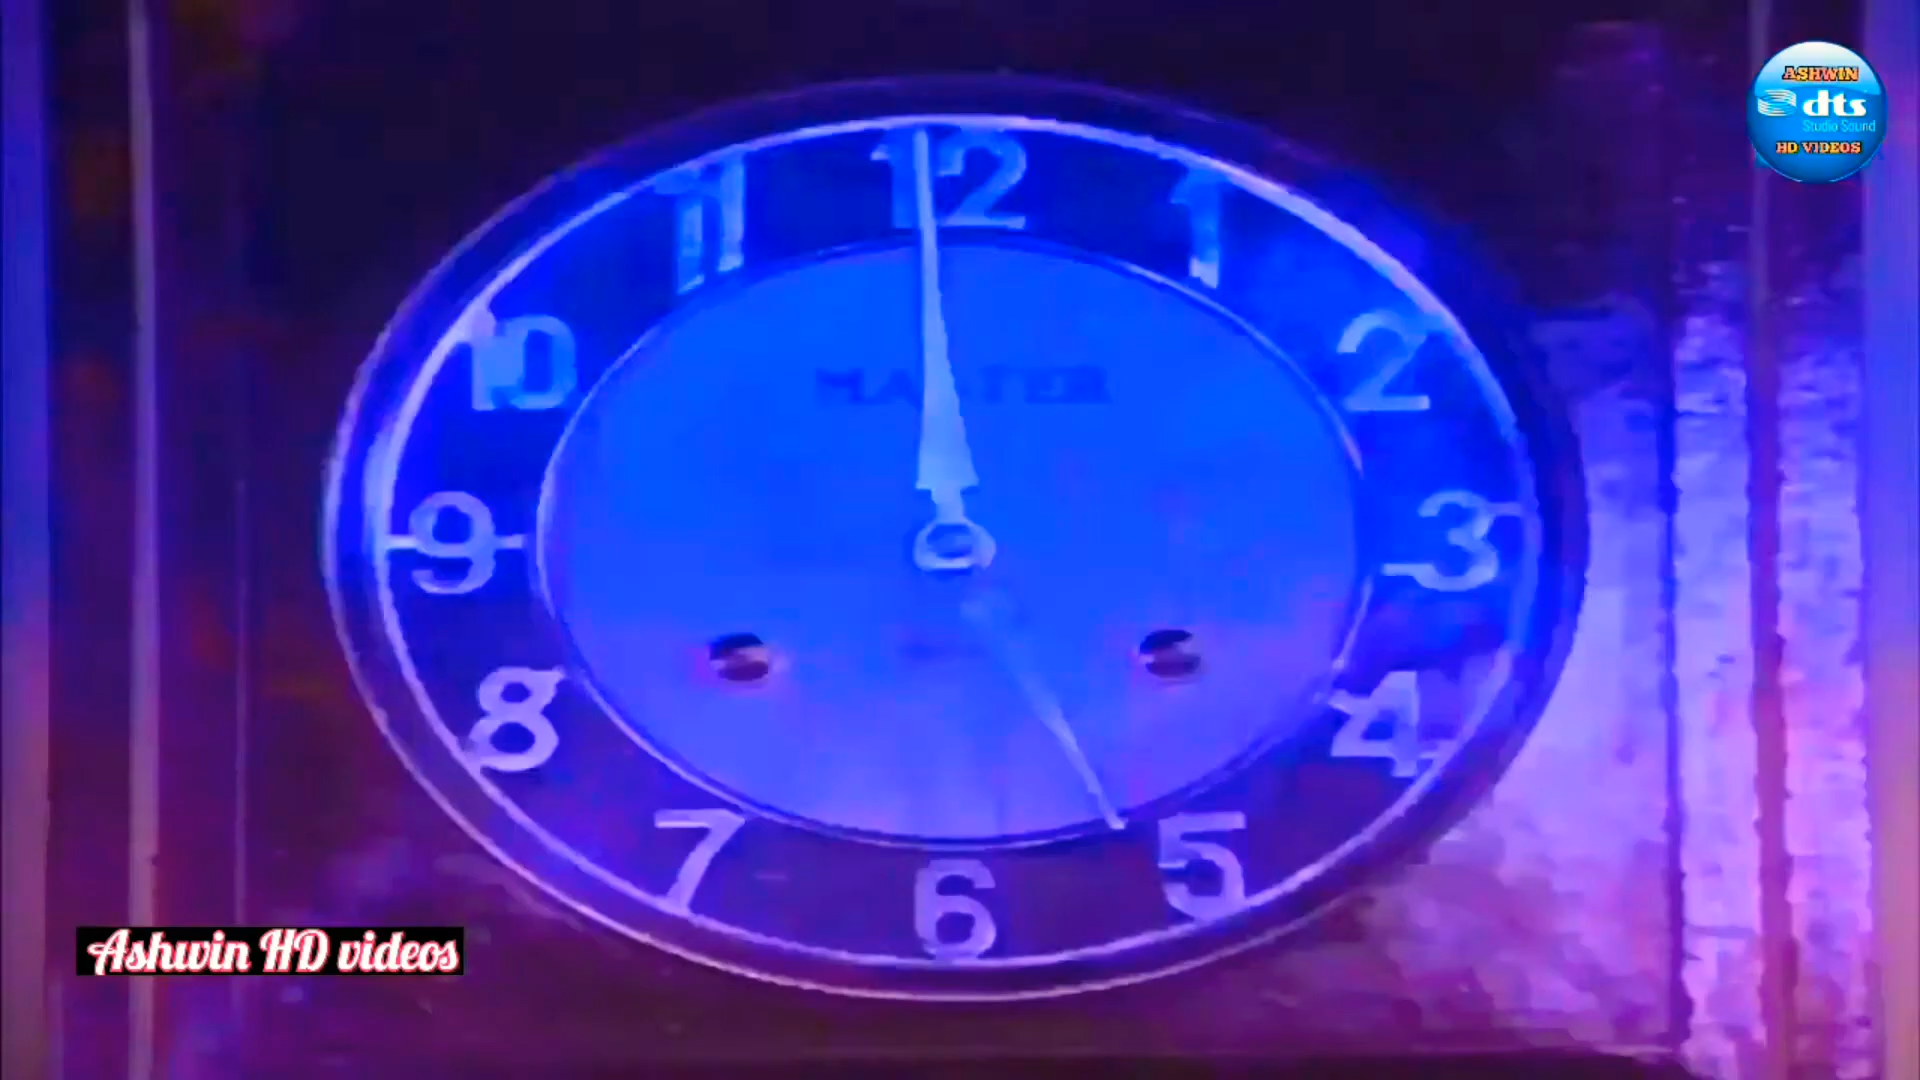 ASHWIN
dts
Studio Sound
HD VIDEOS
11 12 1
10 2
MASTER
9 3
8 4
7 6 5
Ashwin HD videos